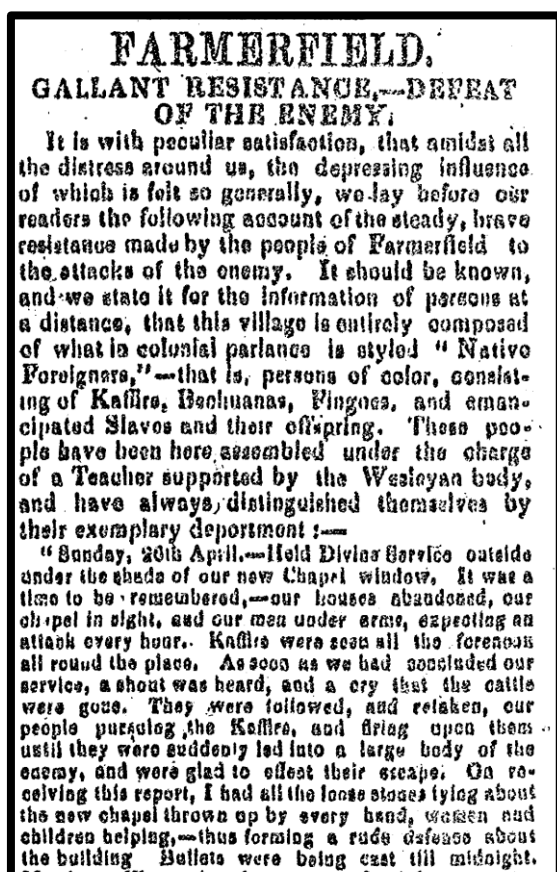 FARMERFIELD.
GALLANT RESISTANCE,—DEFEAT
OF THE ENEMY.
It is with peculiar satisfaction, that amidst all
the distress around us, the depressing influence
of which is felt so generally, we lay before our
readers the following account of the steady, brave
resistance made by the people of Farmerfield to
the attacks of the enemy. It should be known,
and we state it for the information of persons at
a distance, that this village is entirely composed
of what in colonial parlance is styled "Native
Foreigners,"—that is, persons of color, consist-
ing of Kaffirs, Bechuanas, Fingoes, and eman-
cipated Slaves and their offspring. These peo-
ple have been here assembled under the charge
of a Teacher supported by the Wesleyan body,
and have always distinguished themselves by
their exemplary deportment :—
"Sunday, 26th April.—Held Divine Service outside
under the shade of our new Chapel window. It was a
time to be remembered,—our houses abandoned, our
chapel in sight, and our men under arms, expecting an
attack every hour. Kaffirs were seen all the forenoon
all round the place. As soon as we had concluded our
service, a shout was heard, and a cry that the cattle
were gone. They were followed, and retaken, our
people pursuing the Kaffirs, and firing upon them
until they were suddenly led into a large body of the
enemy, and were glad to effect their escape. On re-
ceiving this report, I had all the loose stones lying about
the new chapel thrown up by every hand, women and
children helping,—thus forming a rude defense about
the building Bullets were being cast till midnight.